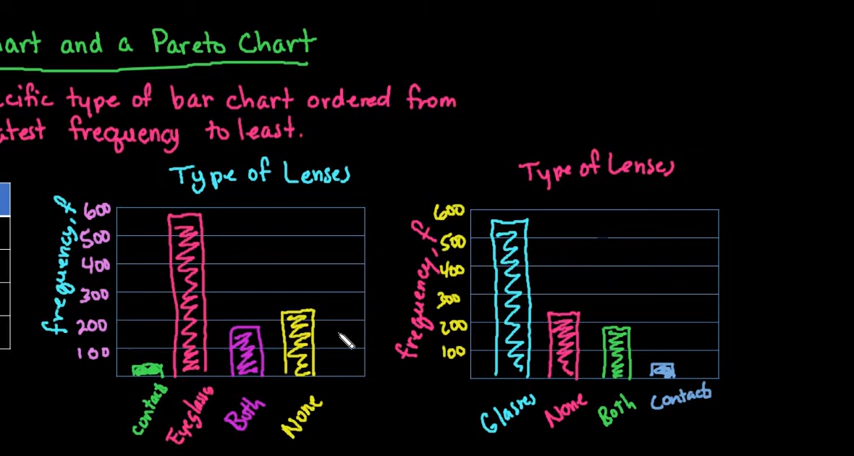 art and a Pareto Chart
cific type of bar chart ordered from
atest frequency to least.
Type of Lenses
frequency, f
600
500
400
300
200
100
Contact
Eyeglass
Both
None
Type of Lenses
frequency, f
600
500
400
300
200
100
Glasses
None
Both
Contacts